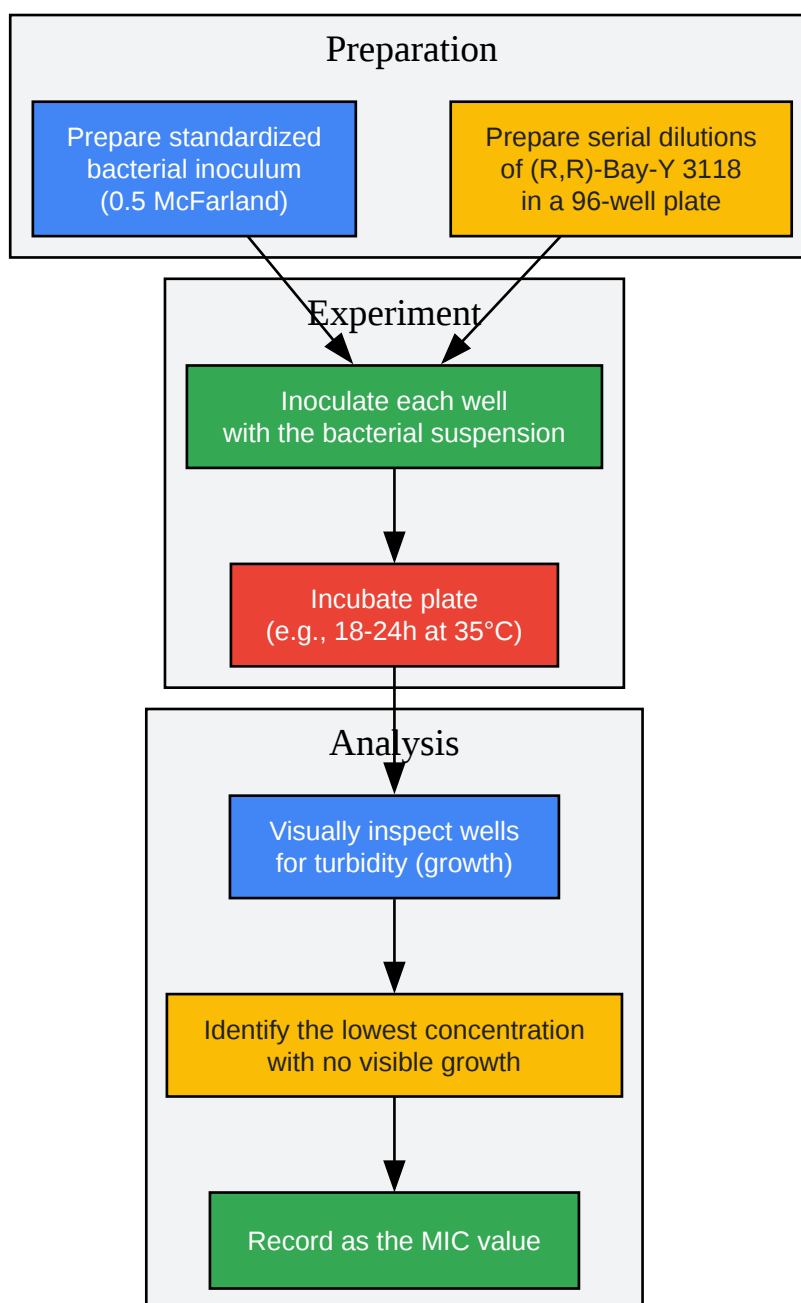 Preparation
Prepare standardized
bacterial inoculum
(0.5 McFarland)
Prepare serial dilutions
of (R,R)-Bay-Y 3118
in a 96-well plate
Experiment
Inoculate each well
with the bacterial suspension
Incubate plate
(e.g., 18-24h at 35°C)
Analysis
Visually inspect wells
for turbidity (growth)
Identify the lowest concentration
with no visible growth
Record as the MIC value